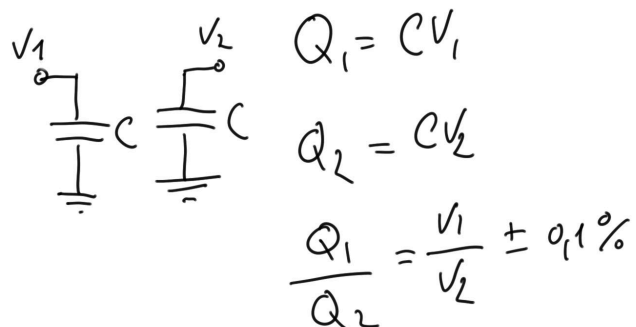 V1
V2
C
C
Q₁ = CV₁
Q₂ = CV₂
Q₁/Q₂ = V₁/V₂ ± 0,1%